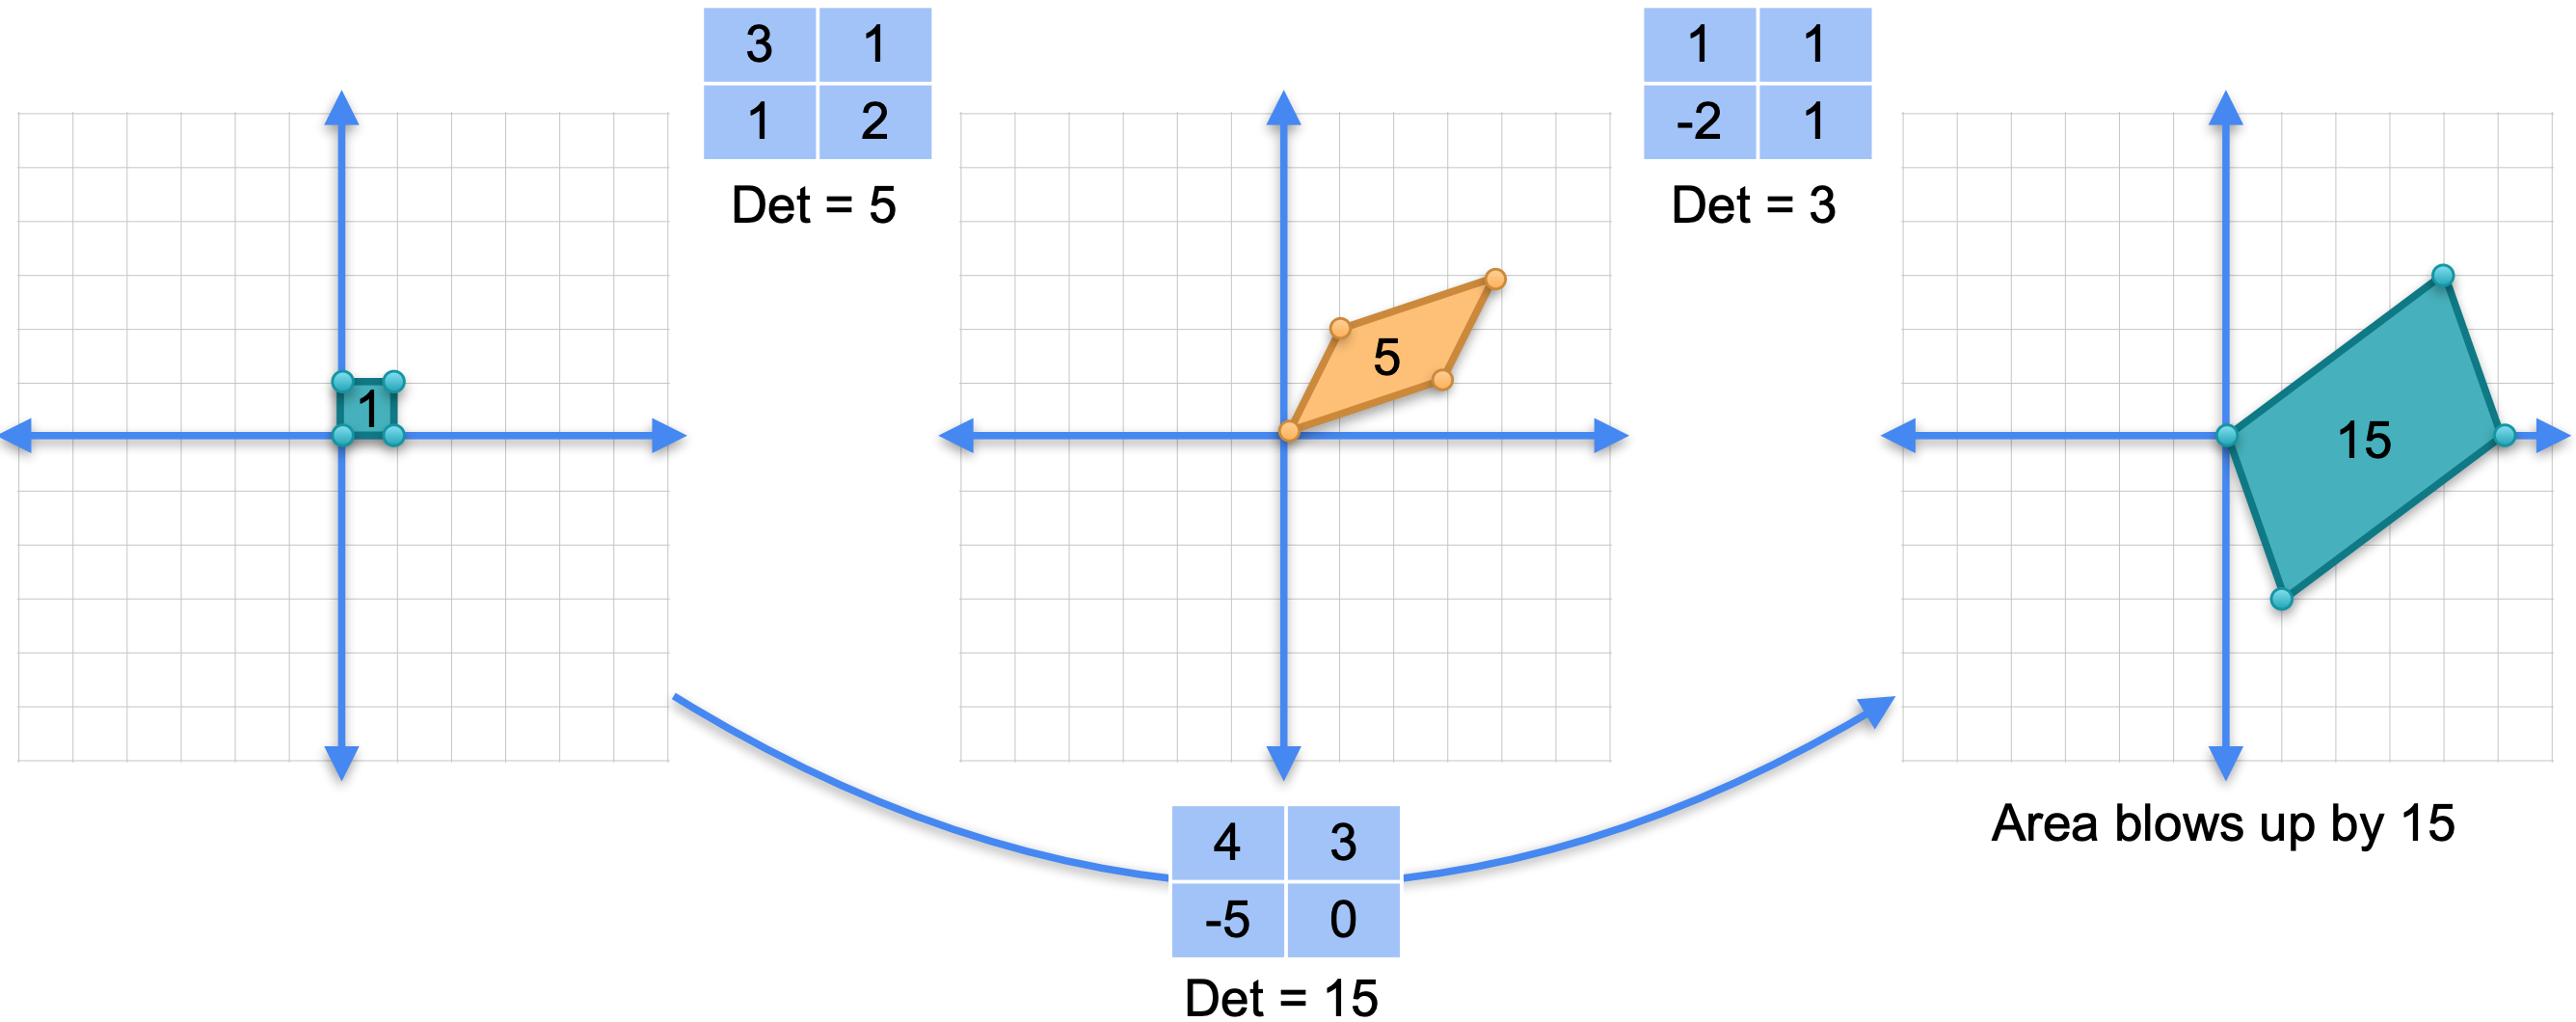 3 1
1 2
Det = 5
1 1
-2 1
Det = 3
1
5
15
4 3
-5 0
Det = 15
Area blows up by 15